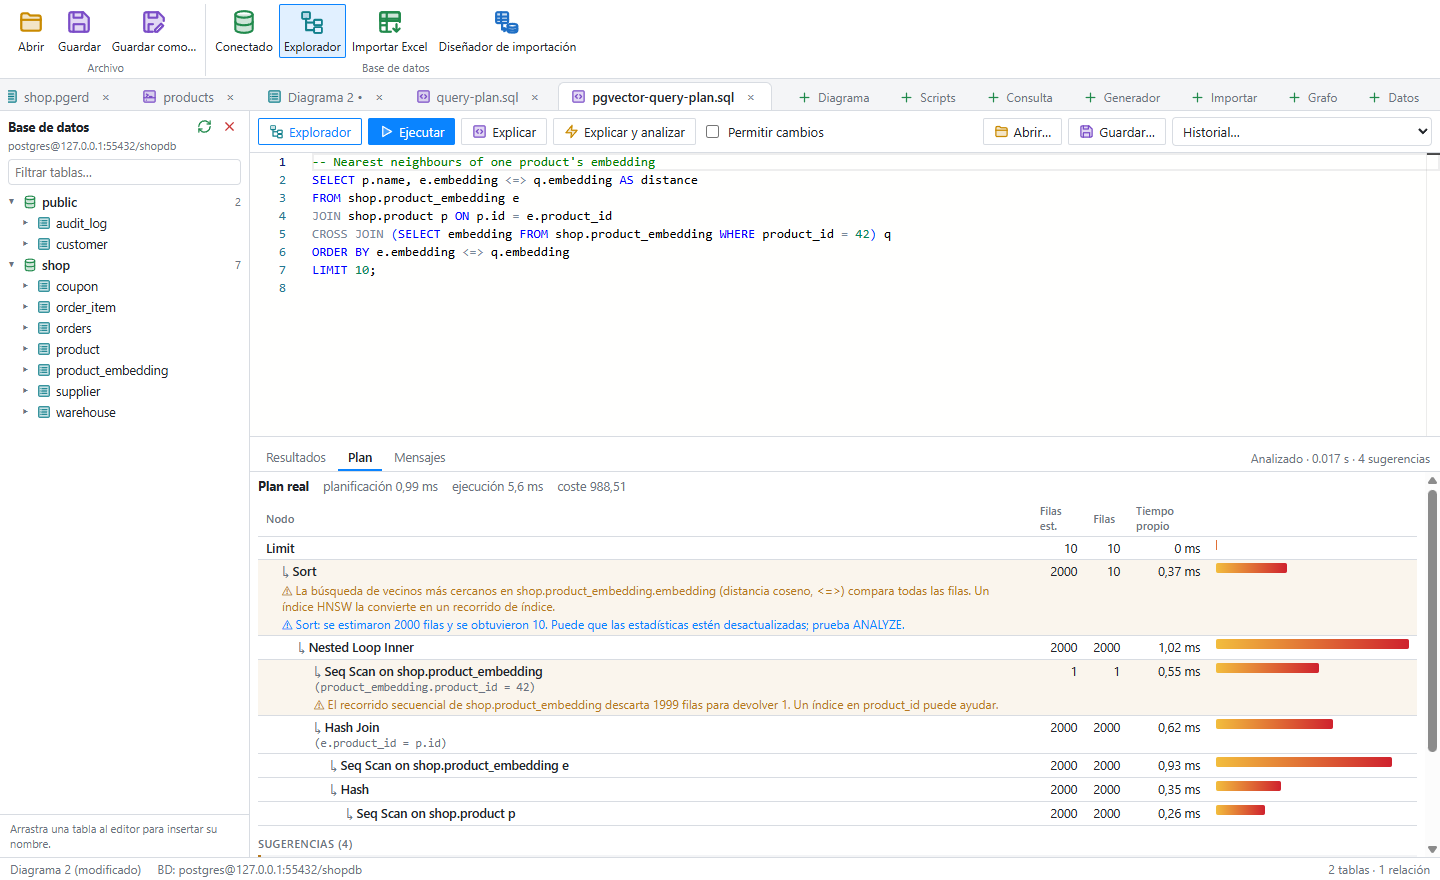 Abrir
Guardar
Guardar como...
Archivo
Conectado
Explorador
Importar Excel
Diseñador de importación
Base de datos
shop.pgerd ×
products ×
Diagrama 2 • ×
query-plan.sql ×
pgvector-query-plan.sql ×
+ Diagrama
+ Scripts
+ Consulta
+ Generador
+ Importar
+ Grafo
+ Datos
Base de datos
postgres@127.0.0.1:55432/shopdb
Filtrar tablas...
public 2
audit_log
customer
shop 7
coupon
order_item
orders
product
product_embedding
supplier
warehouse
Arrastra una tabla al editor para insertar su
nombre.
Explorador
Ejecutar
Explicar
Explicar y analizar
Permitir cambios
Abrir...
Guardar...
Historial...
1 -- Nearest neighbours of one product's embedding
2 SELECT p.name, e.embedding <=> q.embedding AS distance
3 FROM shop.product_embedding e
4 JOIN shop.product p ON p.id = e.product_id
5 CROSS JOIN (SELECT embedding FROM shop.product_embedding WHERE product_id = 42) q
6 ORDER BY e.embedding <=> q.embedding
7 LIMIT 10;
8
Resultados
Plan
Mensajes
Analizado · 0.017 s · 4 sugerencias
Plan real planificación 0,99 ms ejecución 5,6 ms coste 988,51
Nodo
Filas
est.
Filas
Tiempo
propio
Limit 10 10 0 ms
↳ Sort 2000 10 0,37 ms
⚠ La búsqueda de vecinos más cercanos en shop.product_embedding.embedding (distancia coseno, <=>) compara todas las filas. Un
índice HNSW la convierte en un recorrido de índice.
⚠ Sort: se estimaron 2000 filas y se obtuvieron 10. Puede que las estadísticas estén desactualizadas; prueba ANALYZE.
↳ Nested Loop Inner 2000 2000 1,02 ms
↳ Seq Scan on shop.product_embedding 1 1 0,55 ms
(product_embedding.product_id = 42)
⚠ El recorrido secuencial de shop.product_embedding descarta 1999 filas para devolver 1. Un índice en product_id puede ayudar.
↳ Hash Join 2000 2000 0,62 ms
(e.product_id = p.id)
↳ Seq Scan on shop.product_embedding e 2000 2000 0,93 ms
↳ Hash 2000 2000 0,35 ms
↳ Seq Scan on shop.product p 2000 2000 0,26 ms
SUGERENCIAS (4)
Diagrama 2 (modificado)
BD: postgres@127.0.0.1:55432/shopdb
2 tablas · 1 relación